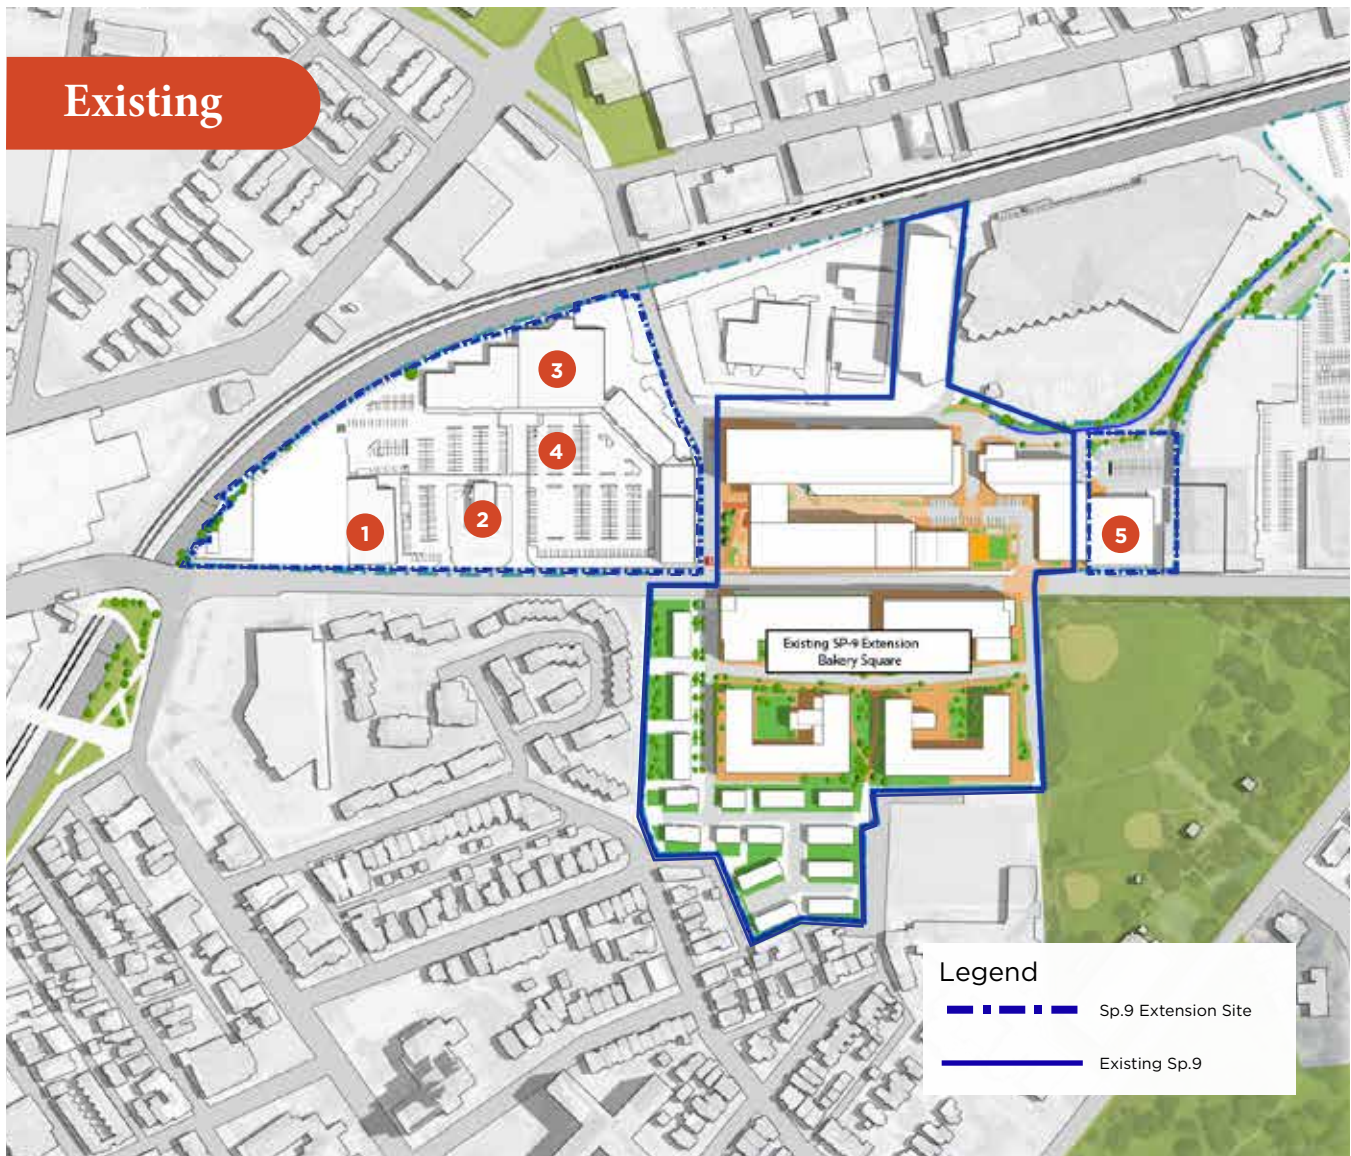 Existing
3
4
1
2
5
Existing SP-9 Extension
Bakery Square
Legend
Sp.9 Extension Site
Existing Sp.9